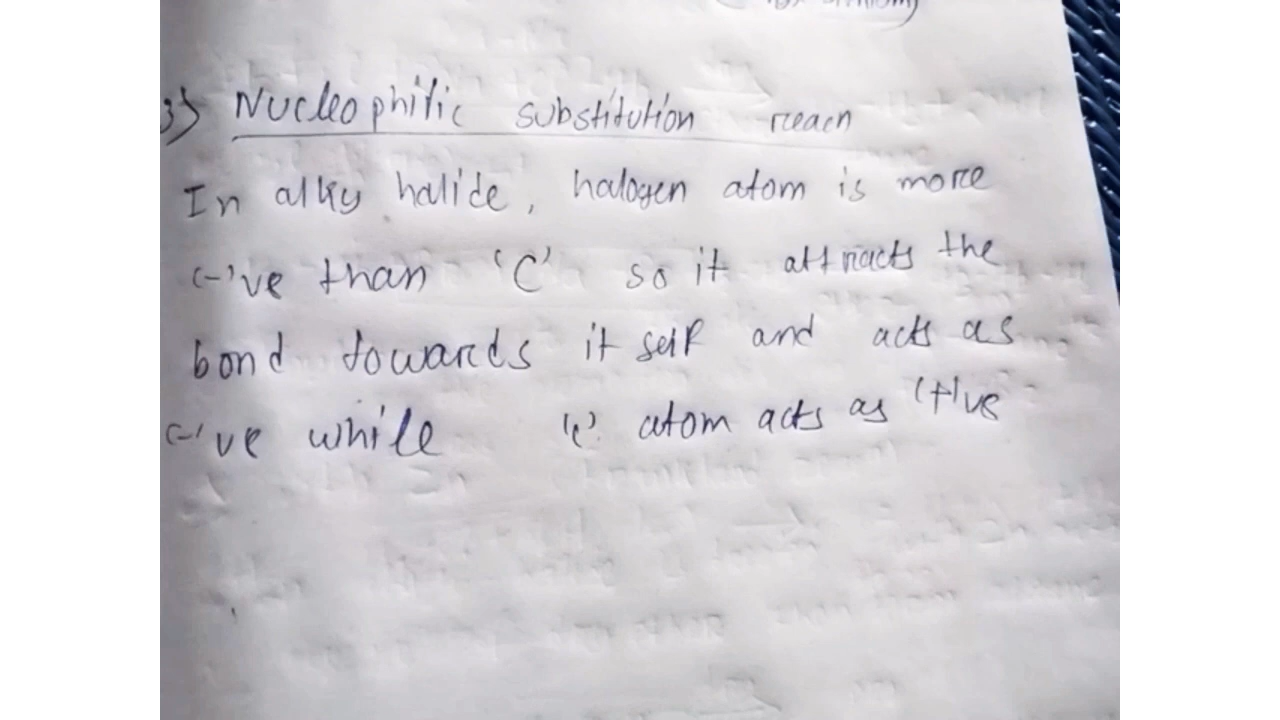 3) Nucleophilic substitution reacn
In alky halide, halogen atom is more
(-)'ve than 'C' so it attracts the
bond towards it self and acts as
(-)'ve while 'C' atom acts as (+)'ve